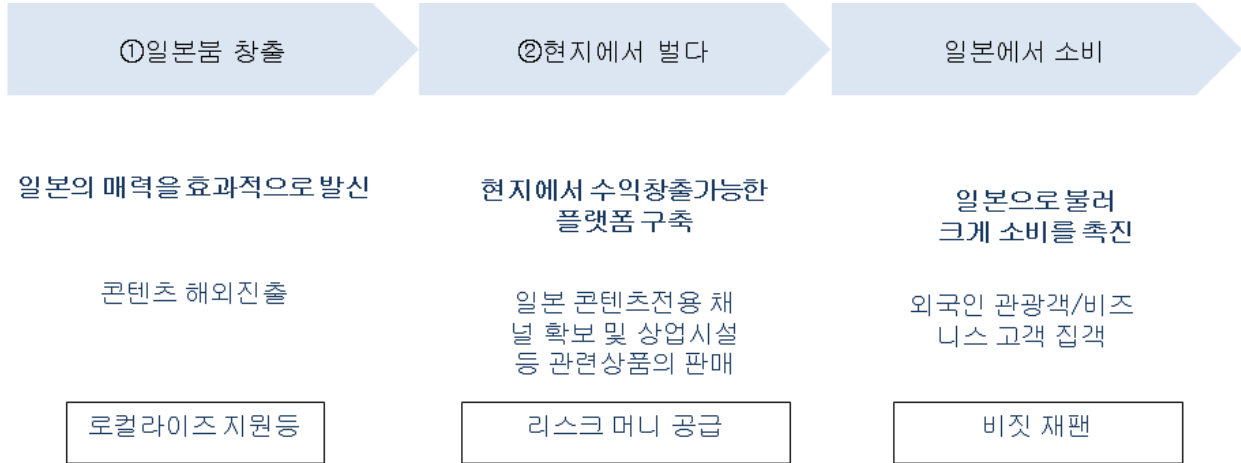 ①일본붐 창출
②현지에서 벌다
일본에서 소비
일본의 매력을 효과적으로 발신
현지에서 수익창출가능한
플랫폼 구축
일본으로 불러
크게 소비를 촉진
콘텐츠 해외진출
일본 콘텐츠전용 채
널 확보 및 상업시설
등 관련상품의 판매
외국인 관광객/비즈
니스 고객 집객
로컬라이즈 지원등
리스크 머니 공급
비짓 재팬